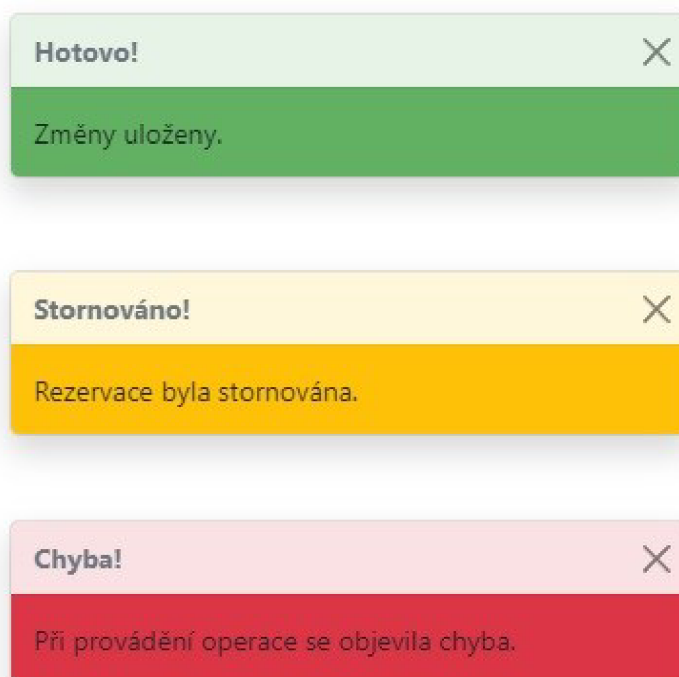 Hotovo!
Změny uloženy.
Stornováno!
Rezervace byla stornována.
Chyba!
Při provádění operace se objevila chyba.